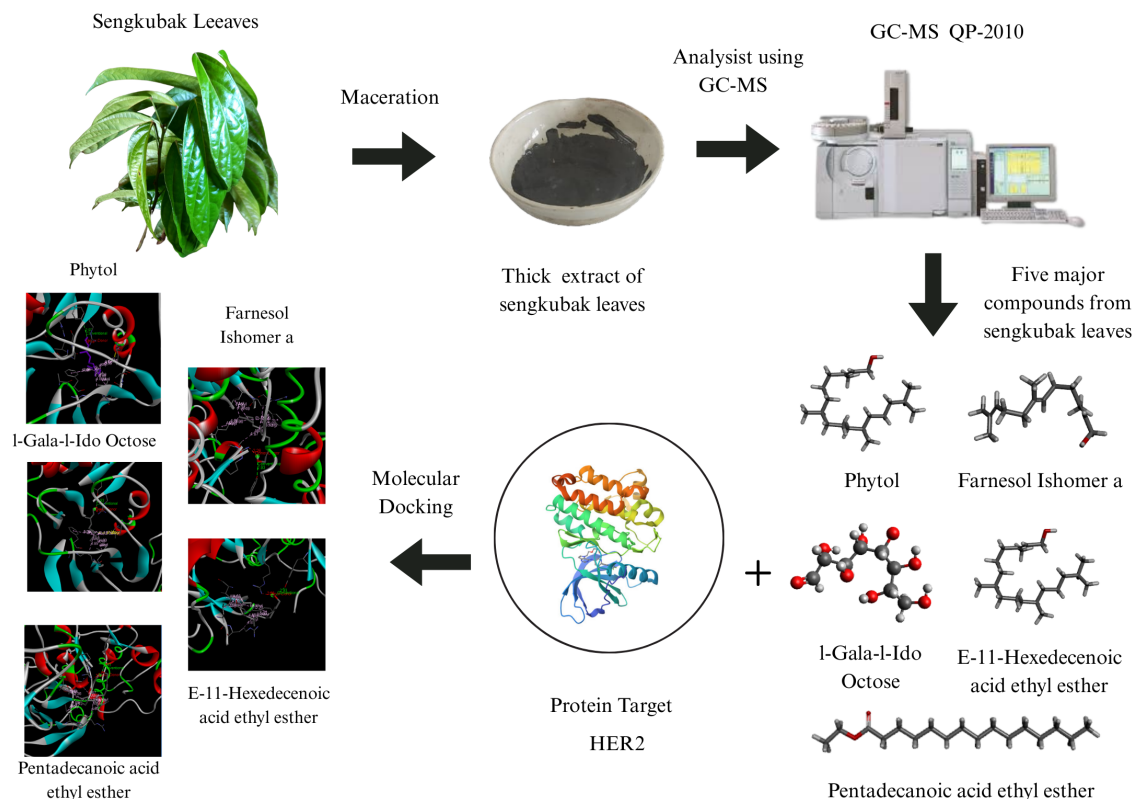 Sengkubak Leeaves
Maceration
Thick extract of
sengkubak leaves
Analysist using
GC-MS
GC-MS QP-2010
Five major
compounds from
sengkubak leaves
Phytol
Farnesol Ishomer a
l-Gala-l-Ido
Octose
E-11-Hexedecenoic
acid ethyl esther
Pentadecanoic acid ethyl esther
+
Protein Target
HER2
Molecular
Docking
Phytol
Farnesol
Ishomer a
l-Gala-l-Ido Octose
E-11-Hexedecenoic
acid ethyl esther
Pentadecanoic acid
ethyl esther